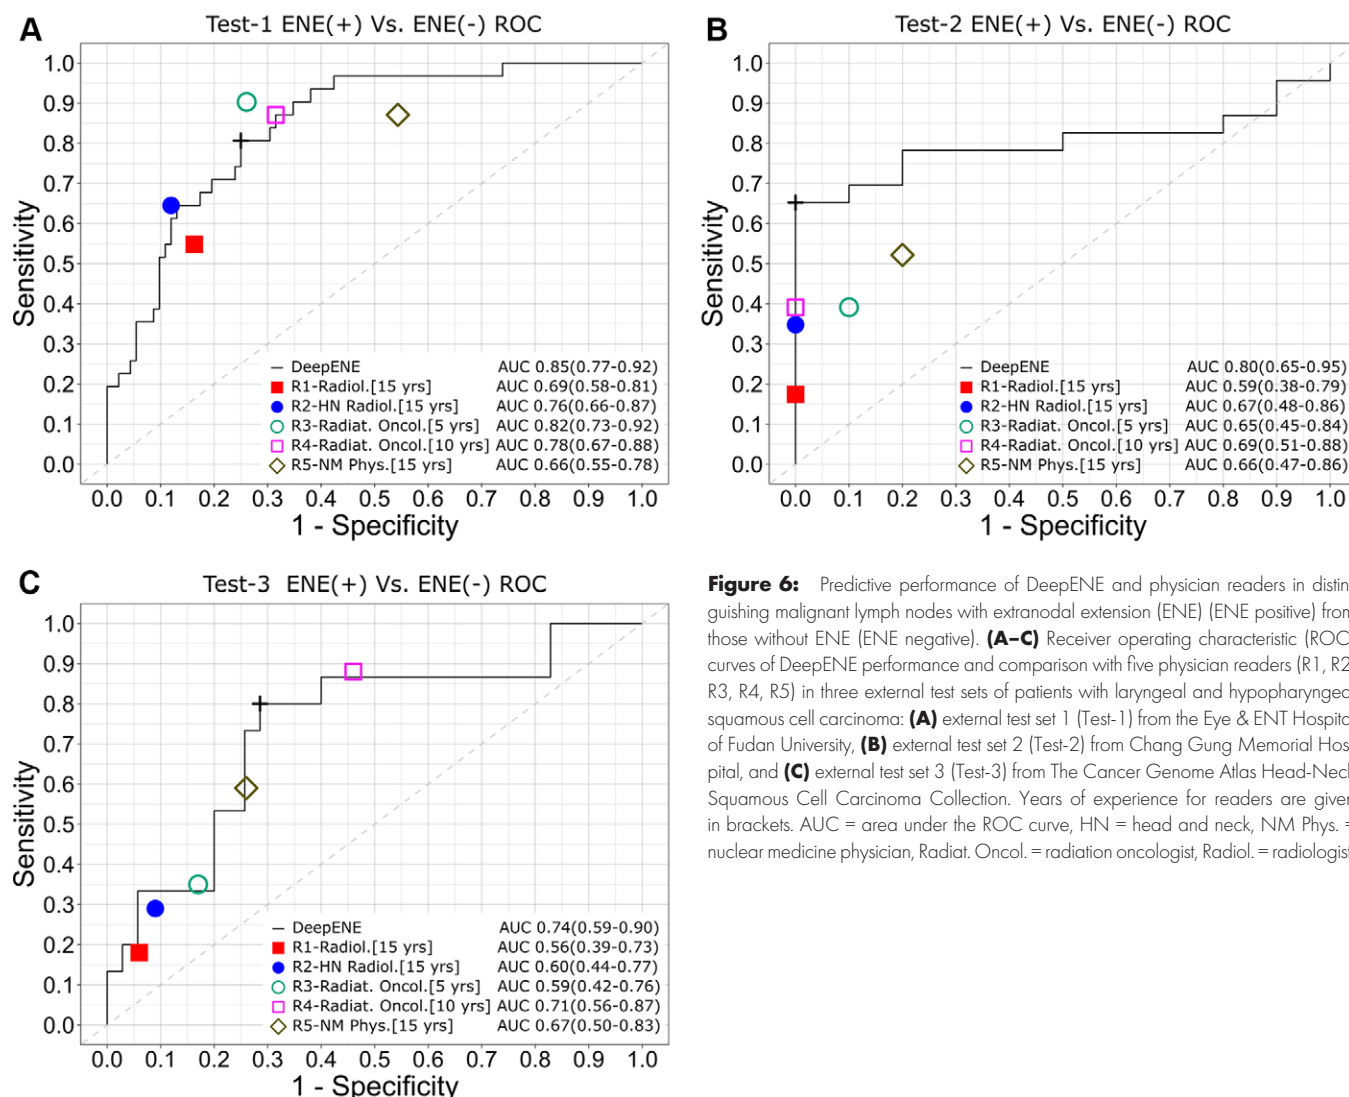 A
Test-1 ENE(+) Vs. ENE(-) ROC
1.0
0.9
0.8
0.7
0.6
0.5
0.4
0.3
0.2
0.1
0.0
Sensitivity
DeepENE AUC 0.85(0.77-0.92)
R1-Radiol.[15 yrs] AUC 0.69(0.58-0.81)
R2-HN Radiol.[15 yrs] AUC 0.76(0.66-0.87)
R3-Radiat. Oncol.[5 yrs] AUC 0.82(0.73-0.92)
R4-Radiat. Oncol.[10 yrs] AUC 0.78(0.67-0.88)
R5-NM Phys.[15 yrs] AUC 0.66(0.55-0.78)
0.0 0.1 0.2 0.3 0.4 0.5 0.6 0.7 0.8 0.9 1.0
1 - Specificity
B
Test-2 ENE(+) Vs. ENE(-) ROC
1.0
0.9
0.8
0.7
0.6
0.5
0.4
0.3
0.2
0.1
0.0
Sensitivity
DeepENE AUC 0.80(0.65-0.95)
R1-Radiol.[15 yrs] AUC 0.59(0.38-0.79)
R2-HN Radiol.[15 yrs] AUC 0.67(0.48-0.86)
R3-Radiat. Oncol.[5 yrs] AUC 0.65(0.45-0.84)
R4-Radiat. Oncol.[10 yrs] AUC 0.69(0.51-0.88)
R5-NM Phys.[15 yrs] AUC 0.66(0.47-0.86)
0.0 0.1 0.2 0.3 0.4 0.5 0.6 0.7 0.8 0.9 1.0
1 - Specificity
C
Test-3 ENE(+) Vs. ENE(-) ROC
1.0
0.9
0.8
0.7
0.6
0.5
0.4
0.3
0.2
0.1
0.0
Sensitivity
DeepENE AUC 0.74(0.59-0.90)
R1-Radiol.[15 yrs] AUC 0.56(0.39-0.73)
R2-HN Radiol.[15 yrs] AUC 0.60(0.44-0.77)
R3-Radiat. Oncol.[5 yrs] AUC 0.59(0.42-0.76)
R4-Radiat. Oncol.[10 yrs] AUC 0.71(0.56-0.87)
R5-NM Phys.[15 yrs] AUC 0.67(0.50-0.83)
0.0 0.1 0.2 0.3 0.4 0.5 0.6 0.7 0.8 0.9 1.0
1 - Specificity
Figure 6: Predictive performance of DeepENE and physician readers in distin
guishing malignant lymph nodes with extranodal extension (ENE) (ENE positive) from
those without ENE (ENE negative). (A–C) Receiver operating characteristic (ROC
curves of DeepENE performance and comparison with five physician readers (R1, R2
R3, R4, R5) in three external test sets of patients with laryngeal and hypopharyngea
squamous cell carcinoma: (A) external test set 1 (Test-1) from the Eye & ENT Hospita
of Fudan University, (B) external test set 2 (Test-2) from Chang Gung Memorial Hos
pital, and (C) external test set 3 (Test-3) from The Cancer Genome Atlas Head-Neck
Squamous Cell Carcinoma Collection. Years of experience for readers are given
in brackets. AUC = area under the ROC curve, HN = head and neck, NM Phys. =
nuclear medicine physician, Radiat. Oncol. = radiation oncologist, Radiol. = radiologist